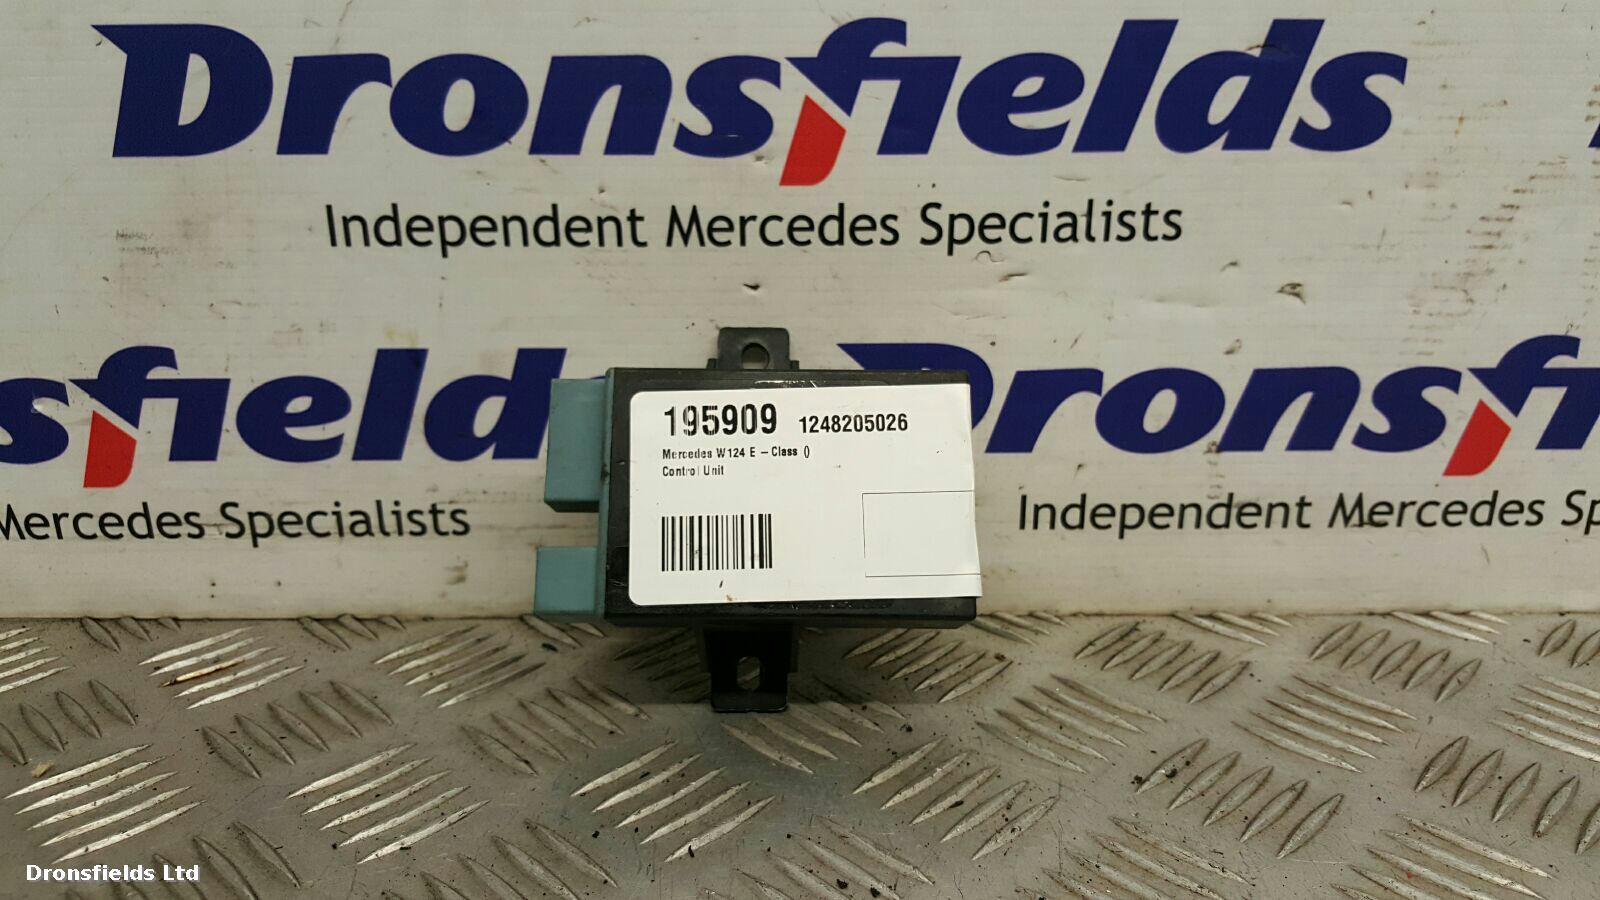 Dronsfields
Independent Mercedes Specialists
sfields
Mercedes Specialists
Dronsf
Independent Mercedes Sp
195909 1248205026
Mercedes W124 E - Class ()
Control Unit
Dronsfields Ltd